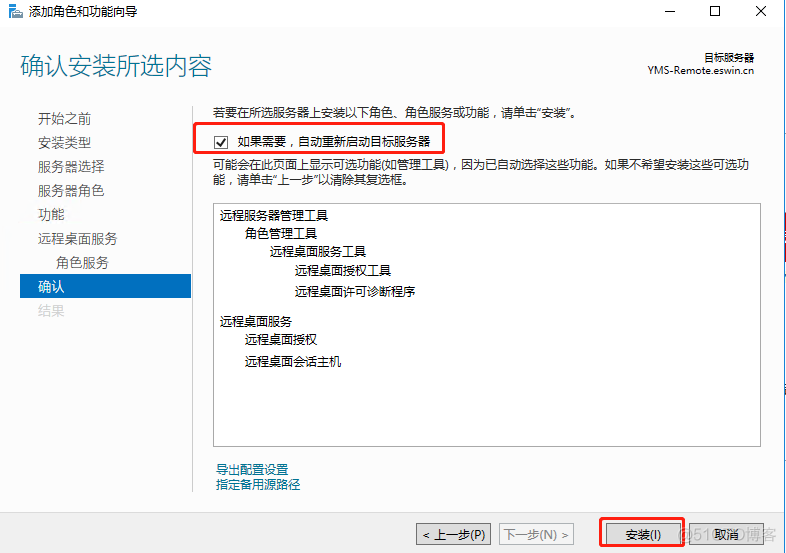 添加角色和功能向导
确认安装所选内容
目标服务器
YMS-Remote.eswin.cn
开始之前
安装类型
服务器选择
服务器角色
功能
远程桌面服务
角色服务
确认
结果
若要在所选服务器上安装以下角色、角色服务或功能，请单击“安装”。
如果需要，自动重新启动目标服务器
可能会在此页面上显示可选功能(如管理工具)，因为已自动选择这些功能。如果不希望安装这些可选功
能，请单击“上一步”以清除其复选框。
远程服务器管理工具
角色管理工具
远程桌面服务工具
远程桌面授权工具
远程桌面许可诊断程序
远程桌面服务
远程桌面授权
远程桌面会话主机
导出配置设置
指定备用源路径
< 上一步(P)
下一步(N) >
安装(I)
取消